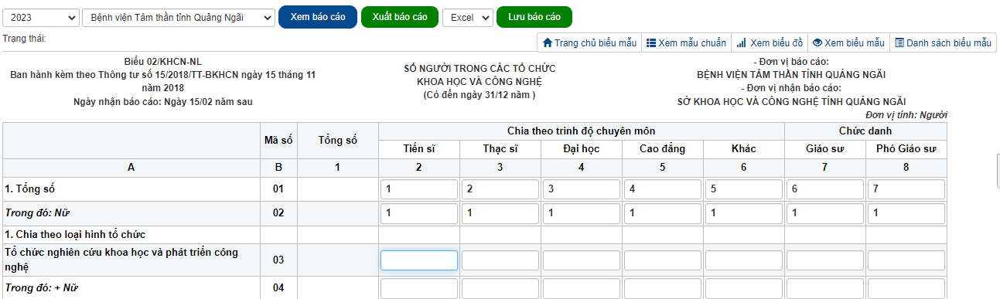 2023 Bệnh viện Tâm thần tỉnh Quảng Ngãi Xem báo cáo Xuất báo cáo Excel Lưu báo cáo
Trạng thái:
Trang chủ biểu mẫu Xem mẫu chuẩn Xem biểu đồ Xem biểu mẫu Danh sách biểu mẫu
Biểu 02/KHCN-NL
Ban hành kèm theo Thông tư số 15/2018/TT-BKHCN ngày 15 tháng 11
năm 2018
Ngày nhận báo cáo: Ngày 15/02 năm sau
SỐ NGƯỜI TRONG CÁC TỔ CHỨC
KHOA HỌC VÀ CÔNG NGHỆ
(Có đến ngày 31/12 năm )
- Đơn vị báo cáo:
BỆNH VIỆN TÂM THẦN TỈNH QUẢNG NGÃI
- Đơn vị nhận báo cáo:
SỞ KHOA HỌC VÀ CÔNG NGHỆ TỈNH QUẢNG NGÃI
Đơn vị tính: Người
Mã số Tổng số Chia theo trình độ chuyên môn Chức danh
Tiến sĩ Thạc sĩ Đại học Cao đẳng Khác Giáo sư Phó Giáo sư
A B 1 2 3 4 5 6 7 8
1. Tổng số 01 1 2 3 4 5 6 7
Trong đó: Nữ 02 1 1 1 1 1 1 1
1. Chia theo loại hình tổ chức
Tổ chức nghiên cứu khoa học và phát triển công
nghệ 03
Trong đó: + Nữ 04